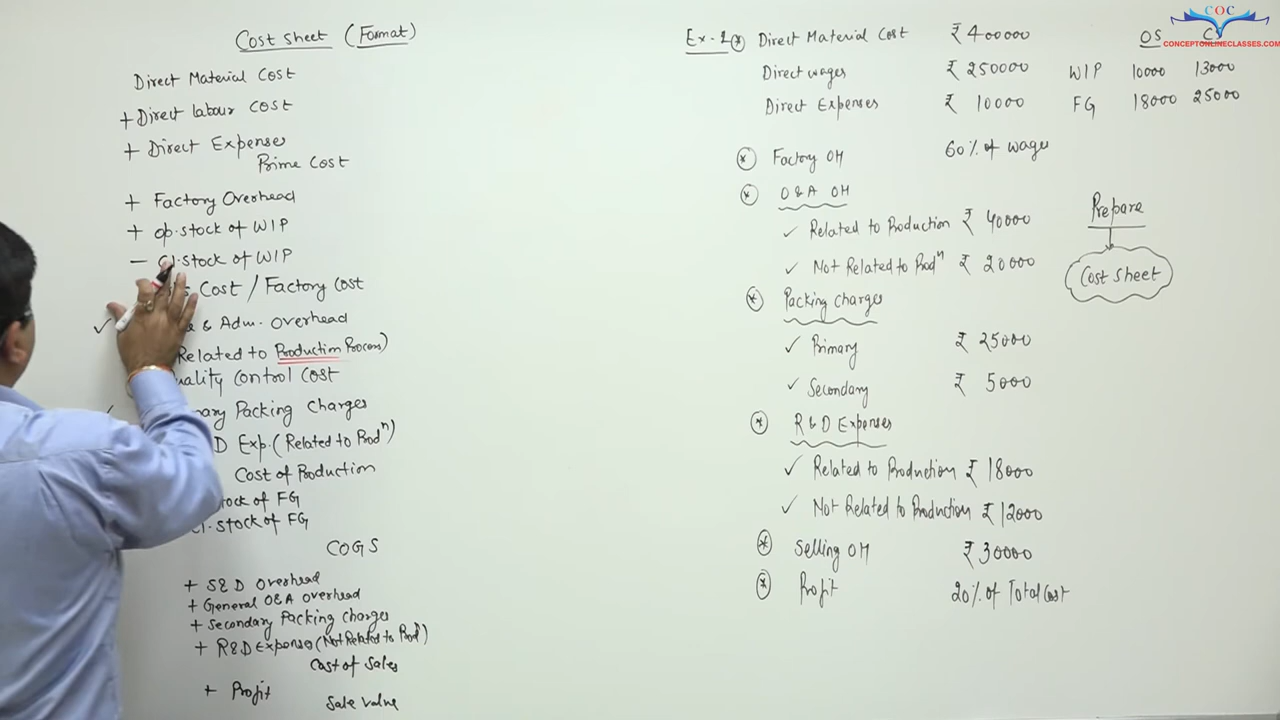 Cost Sheet (Format)
Direct Material Cost
+ Direct labour Cost
+ Direct Expenses
Prime Cost
+ Factory Overhead
+ op.stock of WIP
- Cl.stock of WIP
Cost / Factory Cost
& Adm. Overhead
Related to Production Process)
Quality Control Cost
Packing Charges
Exp. (Related to Prodⁿ)
Cost of Production
stock of FG
Cl.stock of FG
COGS
+ S&D Overhead
+ General O&A overhead
+ Secondary Packing Charges
+ R&D Expenses (Not Related to Prodⁿ)
Cost of Sales
+ Profit
Sale Value
Ex-2 * Direct Material Cost ₹ 400000
Direct wages ₹ 250000
Direct Expenses ₹ 10000
OS CS
WIP 10000 13000
FG 18000 25000
* Factory OH 60% of wages
* O&A OH
✓ Related to Production ₹ 40000
✓ Not Related to Prodⁿ ₹ 20000
* Packing Charges
✓ Primary ₹ 25000
✓ Secondary ₹ 5000
* R&D Expenses
✓ Related to Production ₹ 18000
✓ Not Related to Production ₹ 12000
* Selling OH ₹ 30000
* Profit 20% of Total Cost
Prepare
Cost Sheet
COC
CONCEPTONLINECLASSES.COM